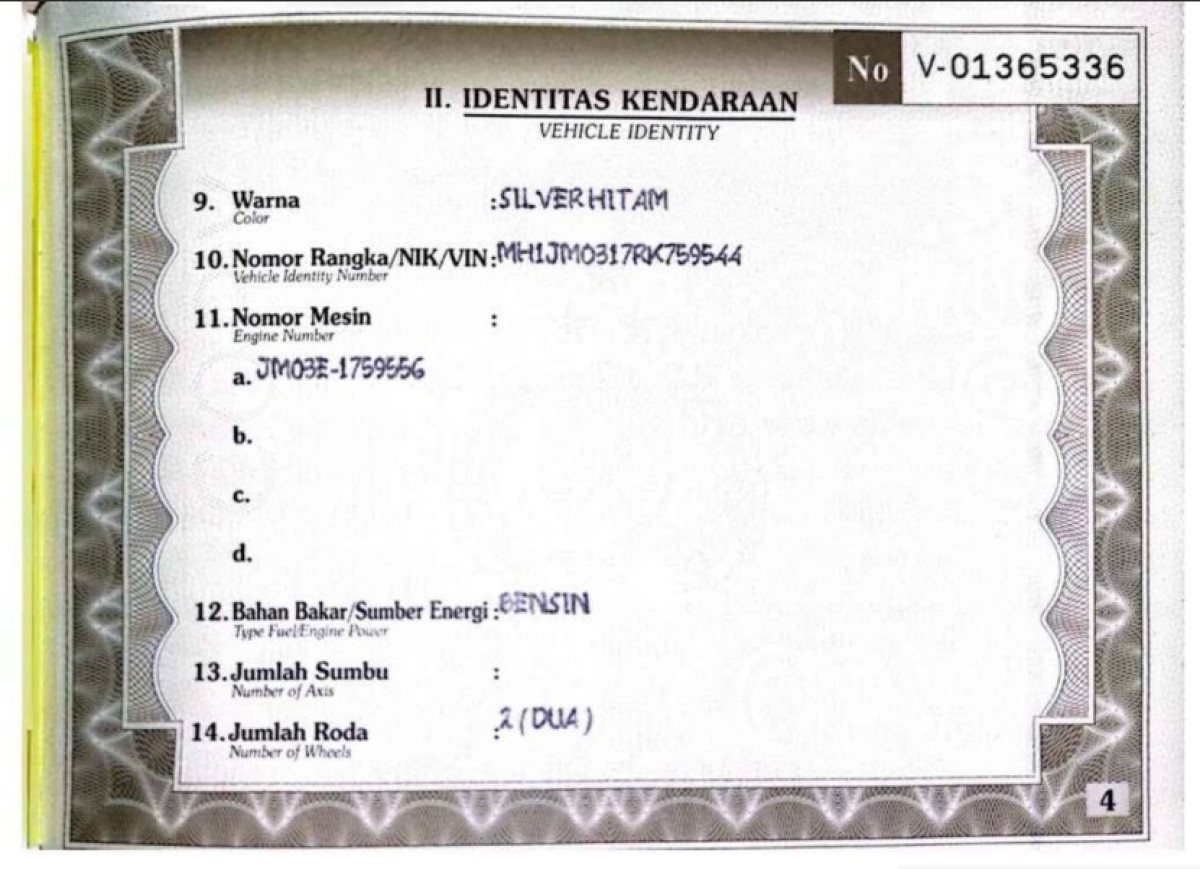 No V-01365336
II. IDENTITAS KENDARAAN
VEHICLE IDENTITY
9. Warna :SILVER HITAM
Color
10. Nomor Rangka/NIK/VIN:MH1JM0317RK759544
Vehicle Identity Number
11. Nomor Mesin :
Engine Number
a. JM03E-1759556
b.
c.
d.
12. Bahan Bakar/Sumber Energi :BENSIN
Type Fuel/Engine Power
13. Jumlah Sumbu :
Number of Axis
14. Jumlah Roda :2 (DUA)
Number of Wheels
4